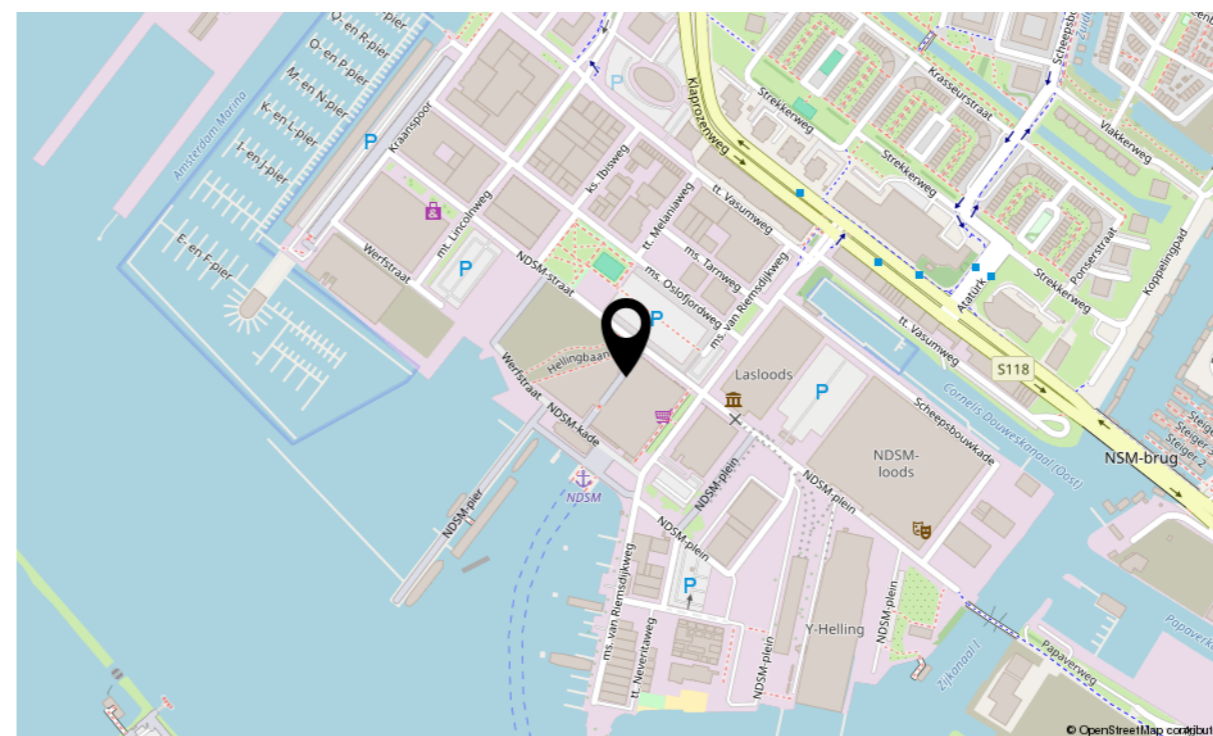 Q- en R-pier
O- en P-pier
M- en N-pier
K- en L-pier
I- en J-pier
E- en F-pier
Amsterdam Marina
Kraanspoor
P
Klaprozenweg
P
Strekkerweg
Krasseurstraat
Vlakkerweg
Strekkerweg
ks. Ibisweg
tt. Vasumweg
tt. Melaniaweg
mt. Lincolnweg
Werfstraat
P
NDSM-straat
ms. Tarnweg
ms. Oslofjordweg
ms. van Riemsdijkweg
P
Ponserstraat
Koppelingpad
Strekkerweg
Atatürk
tt. Vasumweg
S118
Hellingbaan
Werfstraat
NDSM-kade
Lasloods
P
Scheepsbouwkade
Cornelis Douweskanaal (Oost)
NDSM-
loods
NSM-brug
Steiger 2
NDSM
NDSM-pier
NDSM-plein
NDSM-plein
NDSM-plein
P
ms. van Riemsdijkweg
tt. Neveritaweg
NDSM-plein
Y-Helling
NDSM-plein
Zijkanaal I
Papaverweg
© OpenStreetMap contribut